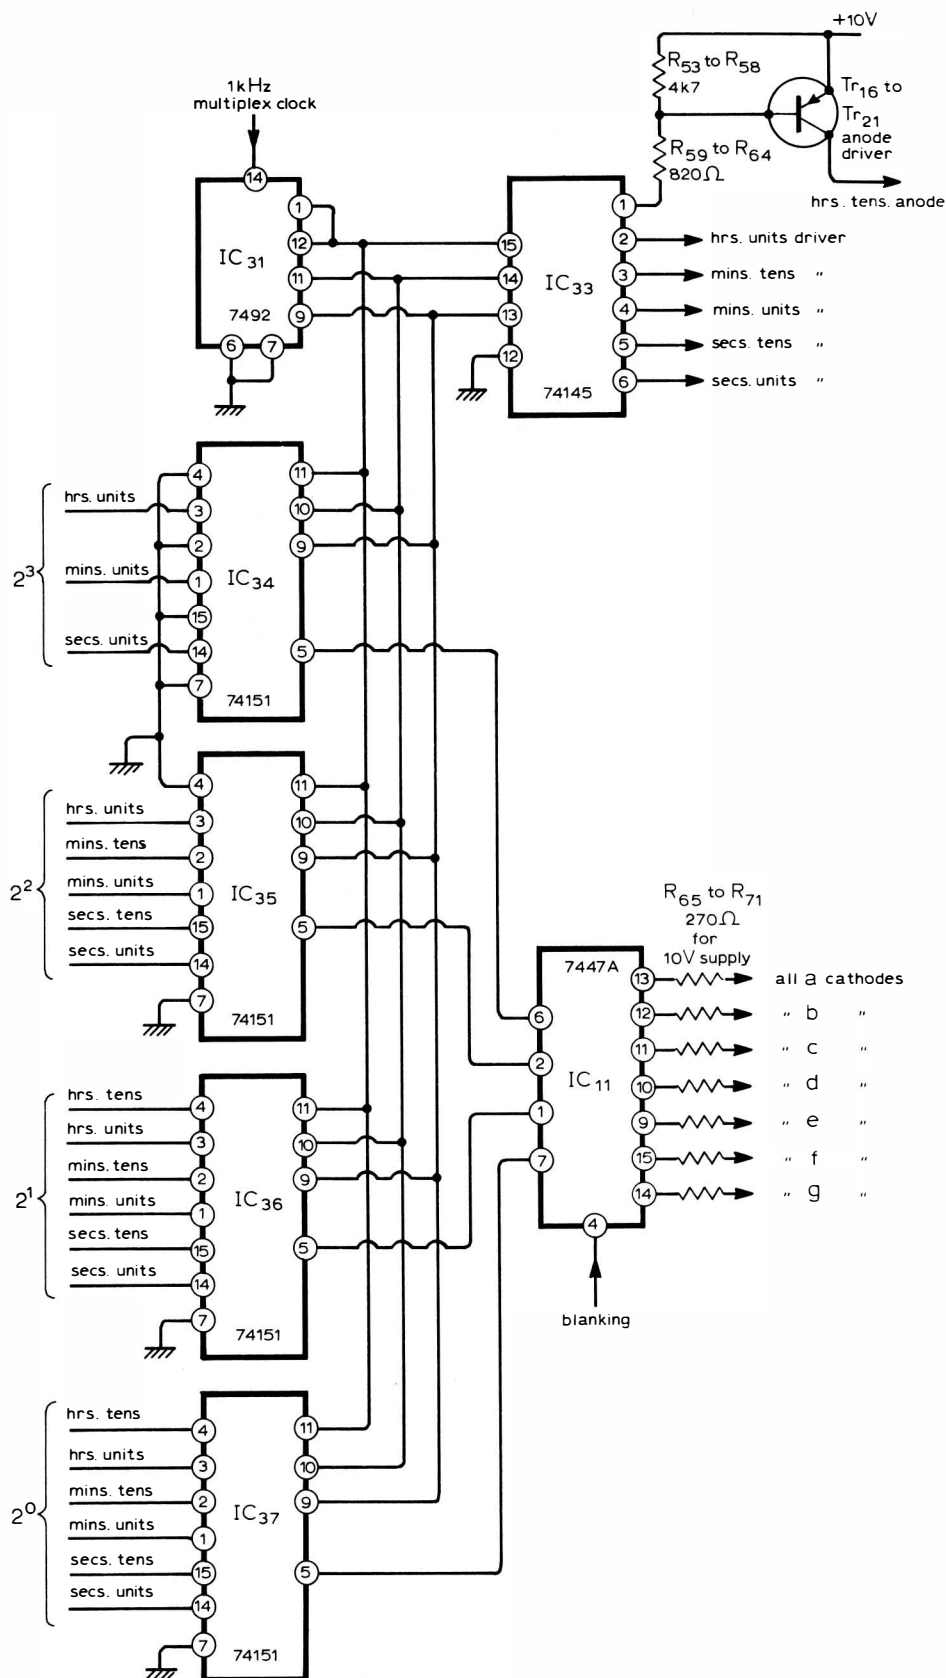 +10V
R53 to R58
4k7
Tr16 to
Tr21
anode
driver
R59 to R64
820Ω
hrs. tens. anode
1kHz
multiplex clock
14
1
12
11
9
6
7
IC31
7492
15
14
13
12
IC33
74145
1
2
3
4
5
6
hrs. units driver
mins. tens "
mins. units "
secs. tens "
secs. units "
2³
hrs. units
mins. units
secs. units
4
3
2
1
15
14
7
IC34
74151
11
10
9
5
2²
hrs. units
mins. tens
mins. units
secs. tens
secs. units
4
3
2
1
15
14
7
IC35
74151
11
10
9
5
2¹
hrs. tens
hrs. units
mins. tens
mins. units
secs. tens
secs. units
4
3
2
1
15
14
7
IC36
74151
11
10
9
5
2⁰
hrs. tens
hrs. units
mins. tens
mins. units
secs. tens
secs. units
4
3
2
1
15
14
7
IC37
74151
11
10
9
5
R65 to R71
270Ω
for
10V supply
7447A
IC11
6
2
1
7
4
blanking
13
12
11
10
9
15
14
all a cathodes
" b "
" c "
" d "
" e "
" f "
" g "